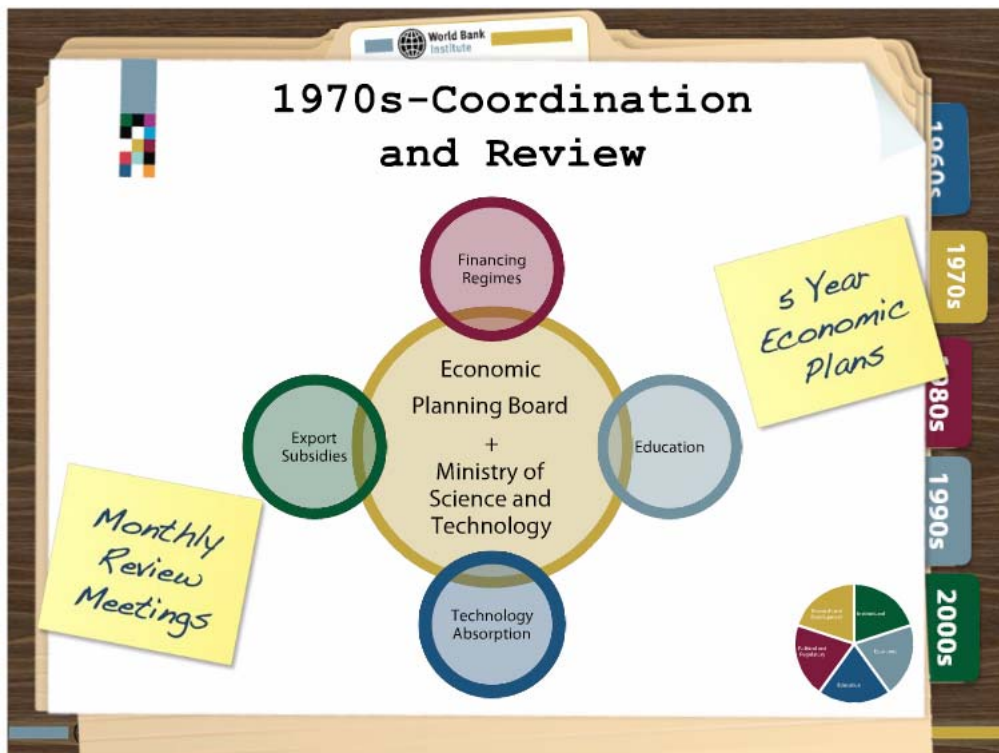 World Bank
Institute
1970s-Coordination
and Review
1960s
1970s
1980s
1990s
2000s
Financing
Regimes
5 Year
Economic
Plans
Economic
Planning Board
+
Ministry of
Science and
Technology
Export
Subsidies
Education
Monthly
Review
Meetings
Technology
Absorption
Education